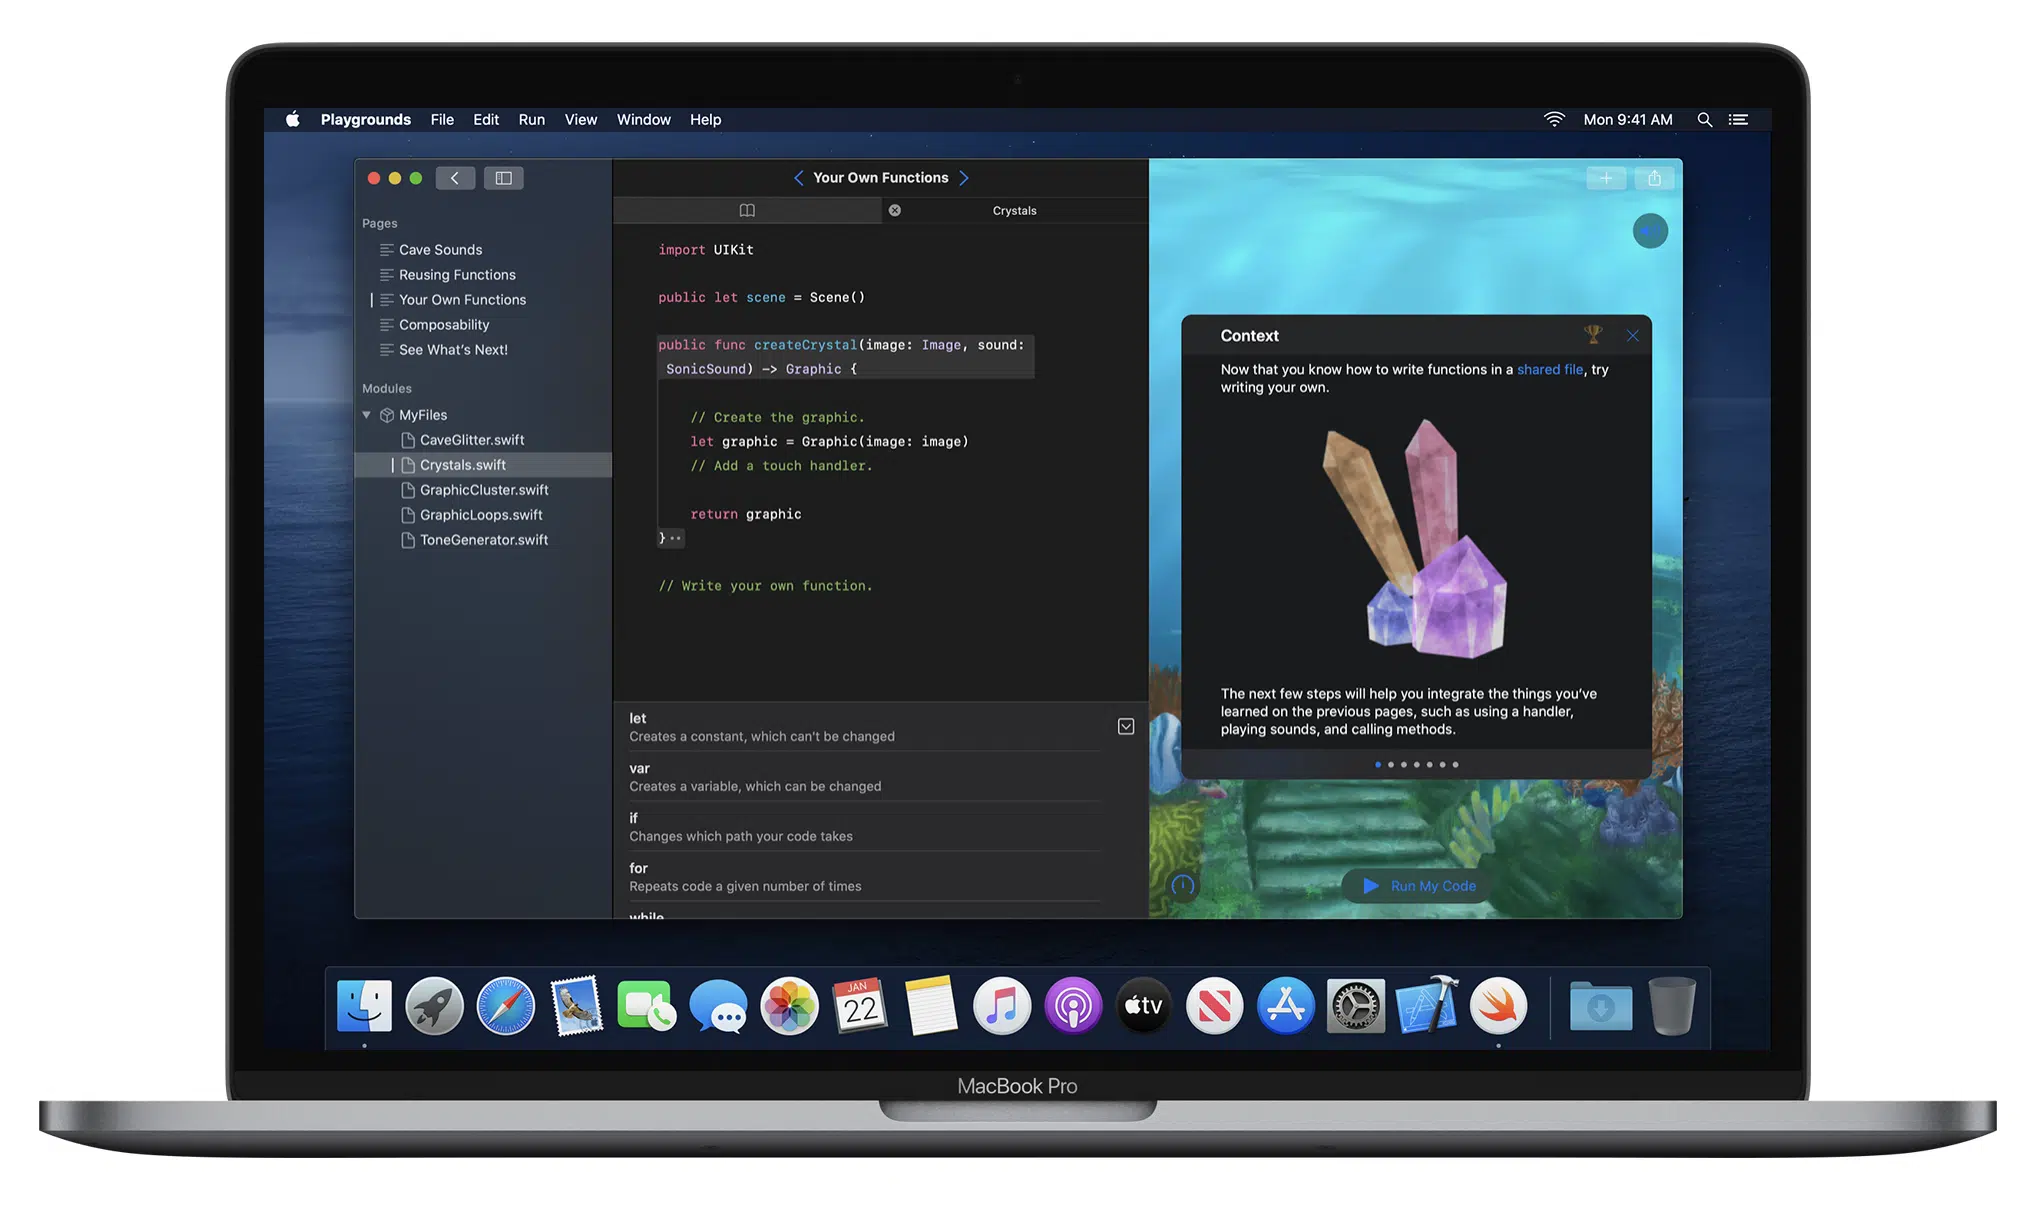 Playgrounds File Edit Run View Window Help
Mon 9:41 AM
Pages
Cave Sounds
Reusing Functions
Your Own Functions
Composability
See What's Next!
Modules
MyFiles
CaveGlitter.swift
Crystals.swift
GraphicCluster.swift
GraphicLoops.swift
ToneGenerator.swift
Your Own Functions
Crystals
import UIKit
public let scene = Scene()
public func createCrystal(image: Image, sound:
SonicSound) -> Graphic {
// Create the graphic.
let graphic = Graphic(image: image)
// Add a touch handler.
return graphic
}
// Write your own function.
let
Creates a constant, which can't be changed
var
Creates a variable, which can be changed
if
Changes which path your code takes
for
Repeats code a given number of times
while
Context
Now that you know how to write functions in a shared file, try
writing your own.
The next few steps will help you integrate the things you've
learned on the previous pages, such as using a handler,
playing sounds, and calling methods.
Run My Code
JAN
22
tv
MacBook Pro